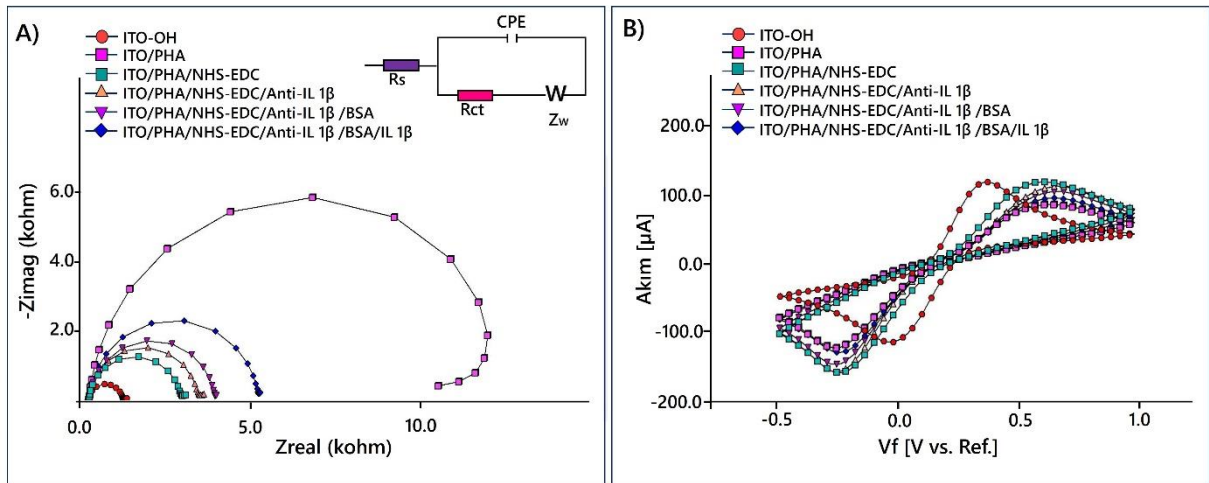 A)
ITO-OH
ITO/PHA
ITO/PHA/NHS-EDC
ITO/PHA/NHS-EDC/Anti-IL 1β
ITO/PHA/NHS-EDC/Anti-IL 1β /BSA
ITO/PHA/NHS-EDC/Anti-IL 1β /BSA/IL 1β
CPE
Rs
Rct
W
Zw
-Zimag (kohm)
6.0
4.0
2.0
0.0
5.0
10.0
Zreal (kohm)
B)
ITO-OH
ITO/PHA
ITO/PHA/NHS-EDC
ITO/PHA/NHS-EDC/Anti-IL 1β
ITO/PHA/NHS-EDC/Anti-IL 1β /BSA
ITO/PHA/NHS-EDC/Anti-IL 1β /BSA/IL 1β
Akım [µA]
200.0
100.0
0.0
-100.0
-200.0
-0.5
0.0
0.5
1.0
Vf [V vs. Ref.]